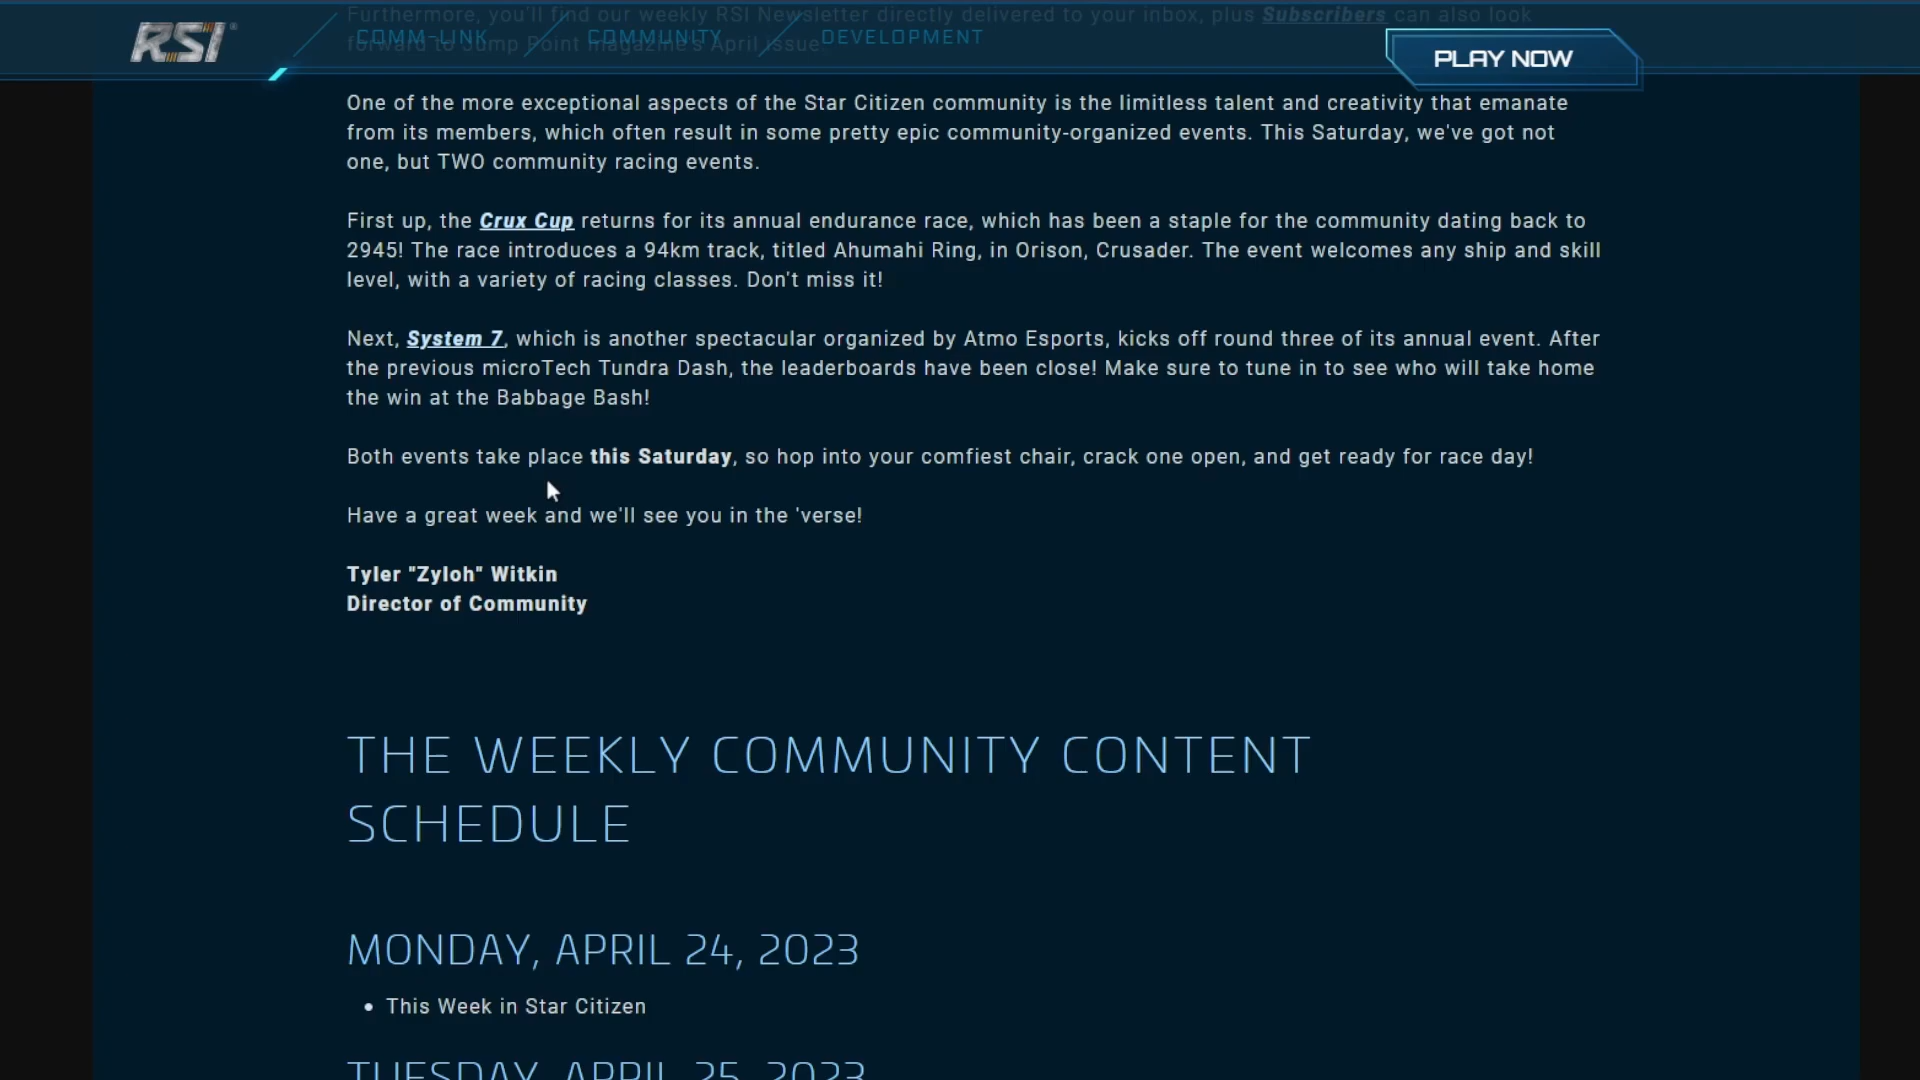 Furthermore, you'll find our weekly RSI Newsletter directly delivered to your inbox, plus Subscribers can also look
forward to Jump Point magazine's April issue.
RSI
COMM-LINK
COMMUNITY
DEVELOPMENT
PLAY NOW
One of the more exceptional aspects of the Star Citizen community is the limitless talent and creativity that emanate
from its members, which often result in some pretty epic community-organized events. This Saturday, we've got not
one, but TWO community racing events.
First up, the Crux Cup returns for its annual endurance race, which has been a staple for the community dating back to
2945! The race introduces a 94km track, titled Ahumahi Ring, in Orison, Crusader. The event welcomes any ship and skill
level, with a variety of racing classes. Don't miss it!
Next, System 7, which is another spectacular organized by Atmo Esports, kicks off round three of its annual event. After
the previous microTech Tundra Dash, the leaderboards have been close! Make sure to tune in to see who will take home
the win at the Babbage Bash!
Both events take place this Saturday, so hop into your comfiest chair, crack one open, and get ready for race day!
Have a great week and we'll see you in the 'verse!
Tyler "Zyloh" Witkin
Director of Community
THE WEEKLY COMMUNITY CONTENT
SCHEDULE
MONDAY, APRIL 24, 2023
• This Week in Star Citizen
TUESDAY, APRIL 25, 2023